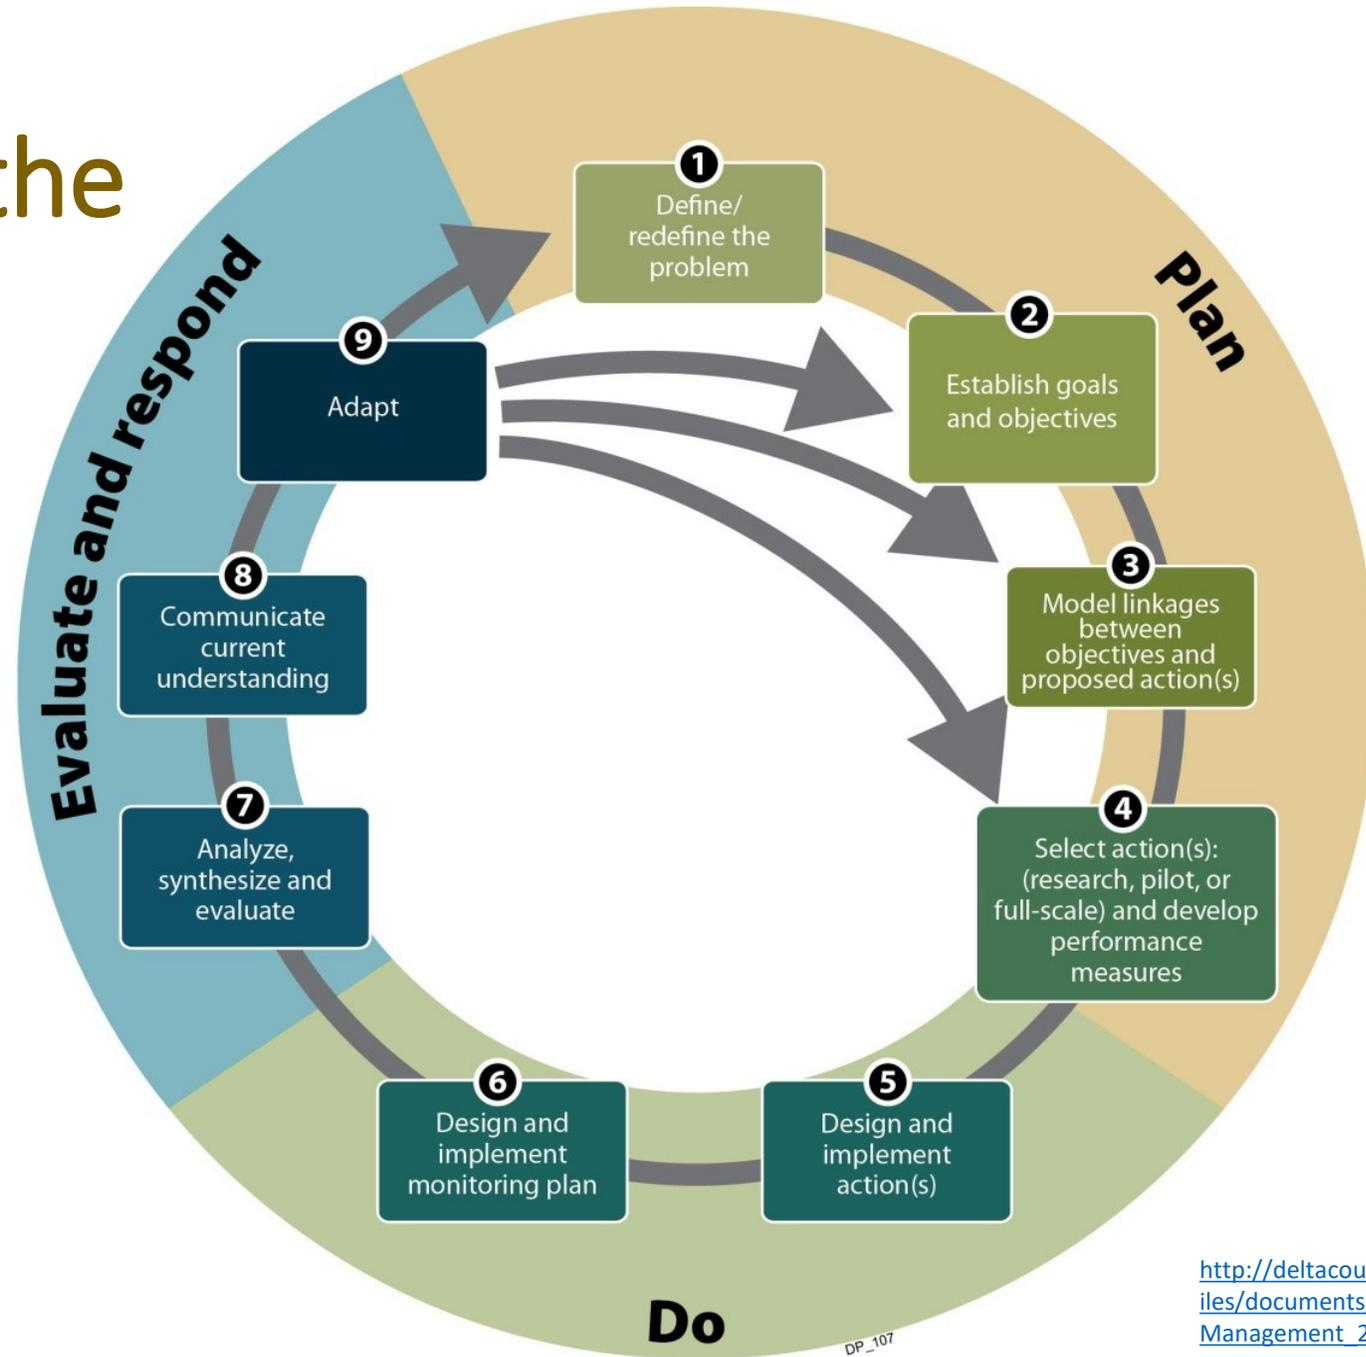 the
1
Define/
redefine the
problem
Plan
2
Establish goals
and objectives
3
Model linkages
between
objectives and
proposed action(s)
4
Select action(s):
(research, pilot, or
full-scale) and develop
performance
measures
5
Design and
implement
action(s)
Do
6
Design and
implement
monitoring plan
7
Analyze,
synthesize and
evaluate
8
Communicate
current
understanding
9
Adapt
Evaluate and respond
DP_107
http://deltacou
iles/documents
Management_2